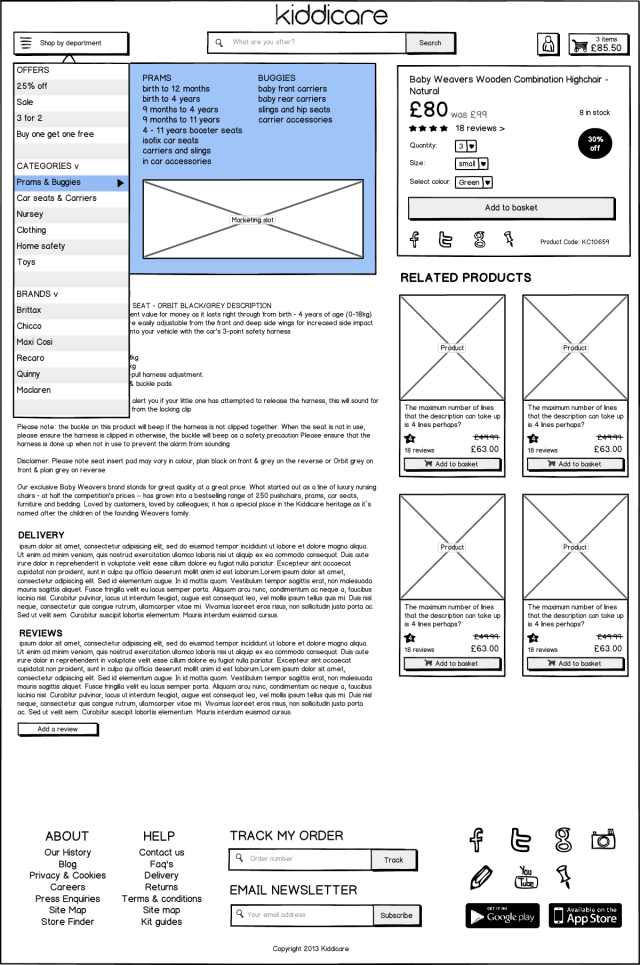 kiddicare
Shop by department
What are you after?
Search
3 items
£85.50
OFFERS
25% off
Sale
3 for 2
Buy one get one free
CATEGORIES v
Prams & Buggies
Car seats & Carriers
Nursey
Clothing
Home safety
Toys
BRANDS v
Brittax
Chicco
Maxi Cosi
Recaro
Quinny
Maclaren
PRAMS
birth to 12 months
birth to 4 years
9 months to 4 years
9 months to 11 years
4 - 11 years booster seats
isofix car seats
carriers and slings
in car accessories
BUGGIES
baby front carriers
baby rear carriers
slings and hip seats
carrier accessories
Marketing slot
Baby Weavers Wooden Combination Highchair -
Natural
£80 was £99
8 in stock
18 reviews >
30%
off
Quantity:
3
Size:
small
Select colour:
Green
Add to basket
Product Code: KC10659
SEAT - ORBIT BLACK/GREY DESCRIPTION
ent value for money as it lasts right through from birth - 4 years of age (0-18kg).
re easily adjustable from the front and deep side wings for increased side impact
nto your vehicle with the car's 3-point safety harness
kg
kg
-pull harness adjustment.
& buckle pads.
alert you if your little one has attempted to release the harness, this will sound for
from the locking clip
Please note: the buckle on this product will beep if the harness is not clipped together. When the seat is not in use,
please ensure the harness is clipped in otherwise, the buckle will beep as a safety precaution Please ensure that the
harness is done up when not in use to prevent the alarm from sounding
Disclaimer: Please note seat insert pad may vary in colour, plain black on front & grey on the reverse or Orbit grey on
front & plain grey on reverse
Our exclusive Baby Weavers brand stands for great quality at a great price. What started out as a line of luxury nursing
chairs - at half the competition's prices – has grown into a bestselling range of 250 pushchairs, prams, car seats,
furniture and bedding. Loved by customers, loved by colleagues; it has a special place in the Kiddicare heritage as it's
named after the children of the founding Weavers family.
DELIVERY
ipsum dolor sit amet, consectetur adipisicing elit, sed do eiusmod tempor incididunt ut labore et dolore magna aliqua.
Ut enim ad minim veniam, quis nostrud exercitation ullamco laboris nisi ut aliquip ex ea commodo consequat. Duis aute
irure dolor in reprehenderit in voluptate velit esse cillum dolore eu fugiat nulla pariatur. Excepteur sint occaecat
cupidatat non proident, sunt in culpa qui officia deserunt mollit anim id est laborum.Lorem ipsum dolor sit amet,
consectetur adipiscing elit. Sed id elementum augue. In id mattis quam. Vestibulum tempor sagittis erat, non malesuada
mauris sagittis aliquet. Fusce fringilla velit eu lacus semper porta. Aliquam arcu nunc, condimentum ac neque a, faucibus
lacinia nisl. Curabitur pulvinar, lacus ut interdum feugiat, augue est consequat leo, vel mollis ipsum tellus quis mi. Duis nisl
neque, consectetur quis congue rutrum, ullamcorper vitae mi. Vivamus laoreet eros risus, non sollicitudin justo porta ac.
Sed ut velit sem. Curabitur suscipit lobortis elementum. Mauris interdum euismod cursus.
REVIEWS
ipsum dolor sit amet, consectetur adipisicing elit, sed do eiusmod tempor incididunt ut labore et dolore magna aliqua.
Ut enim ad minim veniam, quis nostrud exercitation ullamco laboris nisi ut aliquip ex ea commodo consequat. Duis aute
irure dolor in reprehenderit in voluptate velit esse cillum dolore eu fugiat nulla pariatur. Excepteur sint occaecat
cupidatat non proident, sunt in culpa qui officia deserunt mollit anim id est laborum.Lorem ipsum dolor sit amet,
consectetur adipiscing elit. Sed id elementum augue. In id mattis quam. Vestibulum tempor sagittis erat, non malesuada
mauris sagittis aliquet. Fusce fringilla velit eu lacus semper porta. Aliquam arcu nunc, condimentum ac neque a, faucibus
lacinia nisl. Curabitur pulvinar, lacus ut interdum feugiat, augue est consequat leo, vel mollis ipsum tellus quis mi. Duis nisl
neque, consectetur quis congue rutrum, ullamcorper vitae mi. Vivamus laoreet eros risus, non sollicitudin justo porta
ac. Sed ut velit sem. Curabitur suscipit lobortis elementum. Mauris interdum euismod cursus.
Add a review
RELATED PRODUCTS
Product
The maximum number of lines
that the description can take up
is 4 lines perhaps?
4
£49.99
18 reviews
£63.00
Add to basket
Product
The maximum number of lines
that the description can take up
is 4 lines perhaps?
4
£49.99
18 reviews
£63.00
Add to basket
Product
The maximum number of lines
that the description can take up
is 4 lines perhaps?
4
£49.99
18 reviews
£63.00
Add to basket
Product
The maximum number of lines
that the description can take up
is 4 lines perhaps?
4
£49.99
18 reviews
£63.00
Add to basket
ABOUT
Our History
Blog
Privacy & Cookies
Careers
Press Enquiries
Site Map
Store Finder
HELP
Contact us
Faq's
Delivery
Returns
Terms & conditions
Site map
Kit guides
TRACK MY ORDER
Order number
Track
EMAIL NEWSLETTER
Your email address
Subscribe
You
Tube
GET IT ON
Google play
Available on the
App Store
Copyright 2013 Kiddicare